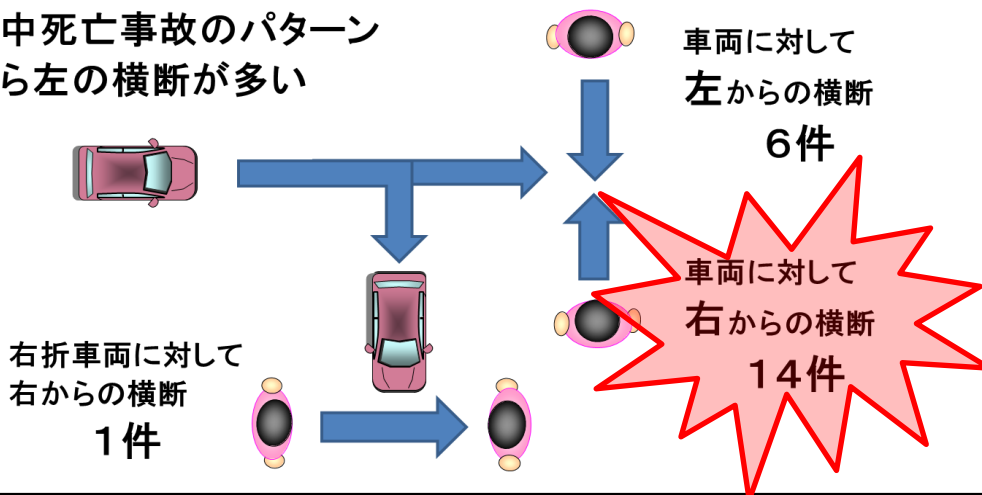 中死亡事故のパターン
ら左の横断が多い
車両に対して
左からの横断
6件
車両に対して
右からの横断
14件
右折車両に対して
右からの横断
1件